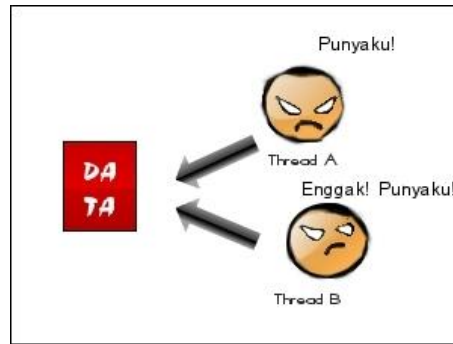 Punyaku!
Thread A
DA
TA
Enggak! Punyaku!
Thread B